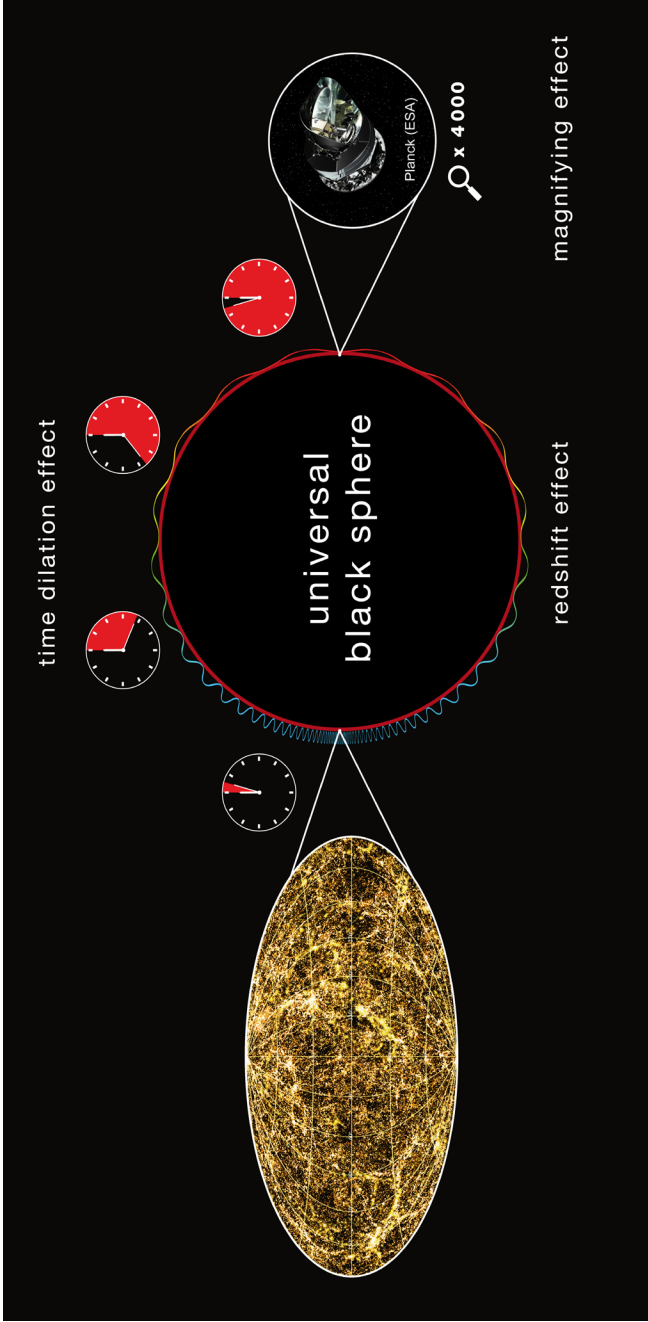 time dilation effect
universal
black sphere
Planck (ESA)
x 4000
redshift effect
magnifying effect